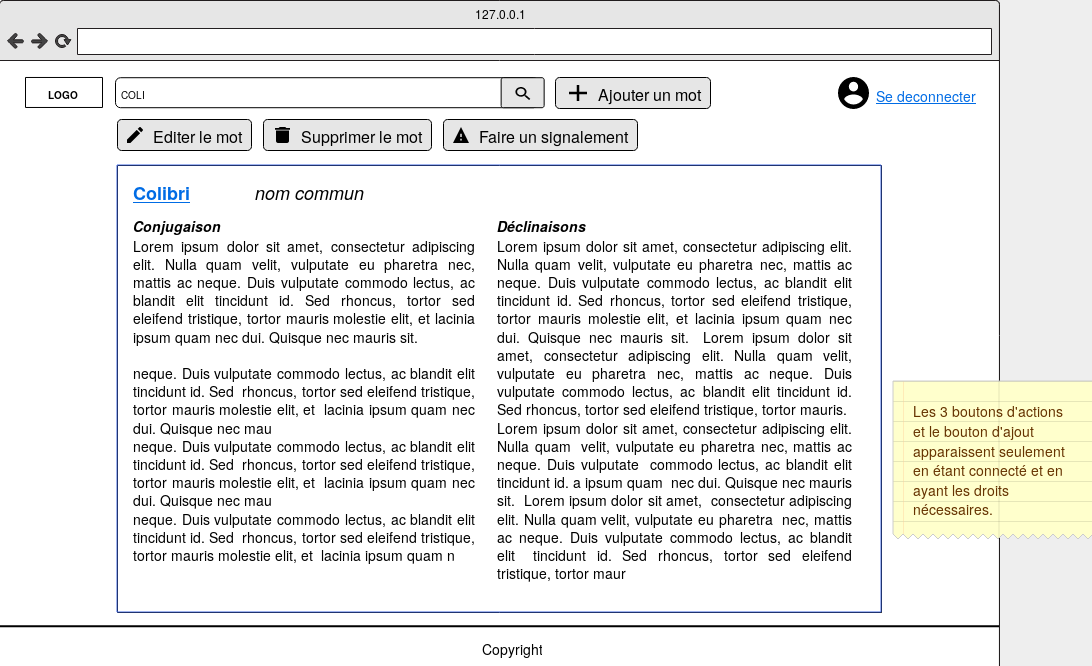 127.0.0.1
LOGO
COLI
Ajouter un mot
Se deconnecter
Editer le mot
Supprimer le mot
Faire un signalement
Colibri
nom commun
Conjugaison
Lorem ipsum dolor sit amet, consectetur adipiscing
elit. Nulla quam velit, vulputate eu pharetra nec,
mattis ac neque. Duis vulputate commodo lectus, ac
blandit elit tincidunt id. Sed rhoncus, tortor sed
eleifend tristique, tortor mauris molestie elit, et lacinia
ipsum quam nec dui. Quisque nec mauris sit.
neque. Duis vulputate commodo lectus, ac blandit elit
tincidunt id. Sed rhoncus, tortor sed eleifend tristique,
tortor mauris molestie elit, et lacinia ipsum quam nec
dui. Quisque nec mau
neque. Duis vulputate commodo lectus, ac blandit elit
tincidunt id. Sed rhoncus, tortor sed eleifend tristique,
tortor mauris molestie elit, et lacinia ipsum quam nec
dui. Quisque nec mau
neque. Duis vulputate commodo lectus, ac blandit elit
tincidunt id. Sed rhoncus, tortor sed eleifend tristique,
tortor mauris molestie elit, et lacinia ipsum quam n
Déclinaisons
Lorem ipsum dolor sit amet, consectetur adipiscing elit.
Nulla quam velit, vulputate eu pharetra nec, mattis ac
neque. Duis vulputate commodo lectus, ac blandit elit
tincidunt id. Sed rhoncus, tortor sed eleifend tristique,
tortor mauris molestie elit, et lacinia ipsum quam nec
dui. Quisque nec mauris sit. Lorem ipsum dolor sit
amet, consectetur adipiscing elit. Nulla quam velit,
vulputate eu pharetra nec, mattis ac neque. Duis
vulputate commodo lectus, ac blandit elit tincidunt id.
Sed rhoncus, tortor sed eleifend tristique, tortor mauris.
Lorem ipsum dolor sit amet, consectetur adipiscing elit.
Nulla quam velit, vulputate eu pharetra nec, mattis ac
neque. Duis vulputate commodo lectus, ac blandit elit
tincidunt id. a ipsum quam nec dui. Quisque nec mauris
sit. Lorem ipsum dolor sit amet, consectetur adipiscing
elit. Nulla quam velit, vulputate eu pharetra nec, mattis
ac neque. Duis vulputate commodo lectus, ac blandit
elit tincidunt id. Sed rhoncus, tortor sed eleifend
tristique, tortor maur
Les 3 boutons d'actions
et le bouton d'ajout
apparaissent seulement
en étant connecté et en
ayant les droits
nécessaires.
Copyright